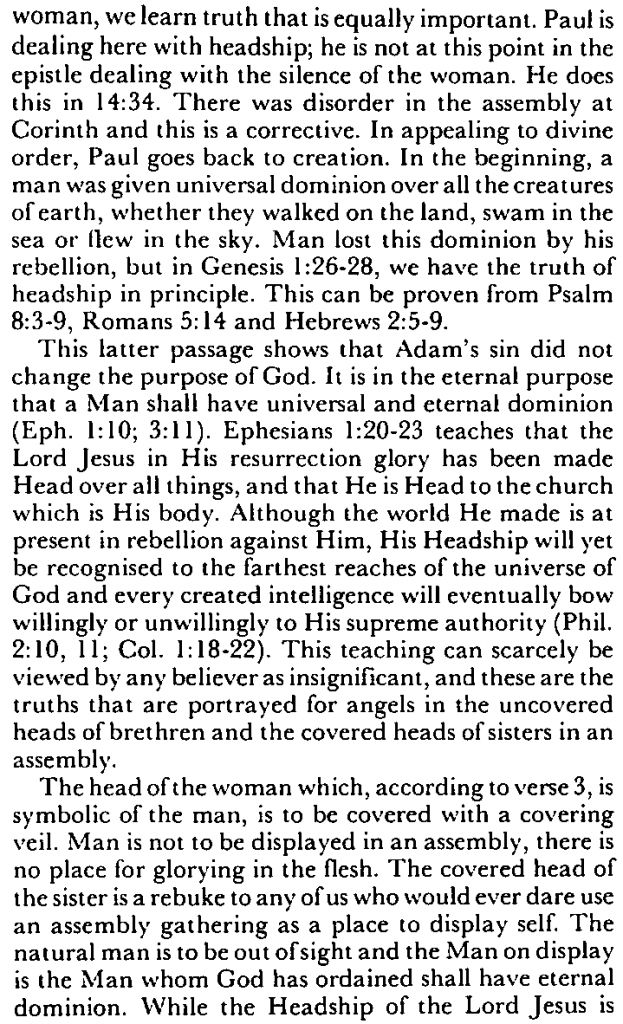 woman, we learn truth that is equally important. Paul is
dealing here with headship; he is not at this point in the
epistle dealing with the silence of the woman. He does
this in 14:34. There was disorder in the assembly at
Corinth and this is a corrective. In appealing to divine
order, Paul goes back to creation. In the beginning, a
man was given universal dominion over all the creatures
of earth, whether they walked on the land, swam in the
sea or flew in the sky. Man lost this dominion by his
rebellion, but in Genesis 1:26-28, we have the truth of
headship in principle. This can be proven from Psalm
8:3-9, Romans 5:14 and Hebrews 2:5-9.
This latter passage shows that Adam's sin did not
change the purpose of God. It is in the eternal purpose
that a Man shall have universal and eternal dominion
(Eph. 1:10; 3:11). Ephesians 1:20-23 teaches that the
Lord Jesus in His resurrection glory has been made
Head over all things, and that He is Head to the church
which is His body. Although the world He made is at
present in rebellion against Him, His Headship will yet
be recognised to the farthest reaches of the universe of
God and every created intelligence will eventually bow
willingly or unwillingly to His supreme authority (Phil.
2:10, 11; Col. 1:18-22). This teaching can scarcely be
viewed by any believer as insignificant, and these are the
truths that are portrayed for angels in the uncovered
heads of brethren and the covered heads of sisters in an
assembly.
The head of the woman which, according to verse 3, is
symbolic of the man, is to be covered with a covering
veil. Man is not to be displayed in an assembly, there is
no place for glorying in the flesh. The covered head of
the sister is a rebuke to any of us who would ever dare use
an assembly gathering as a place to display self. The
natural man is to be out of sight and the Man on display
is the Man whom God has ordained shall have eternal
dominion. While the Headship of the Lord Jesus is